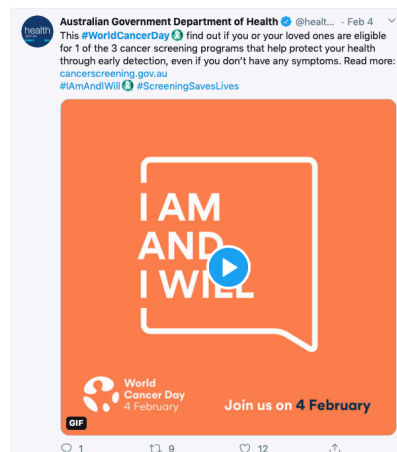 Australian Government Department of Health @healt... · Feb 4
This #WorldCancerDay find out if you or your loved ones are eligible
for 1 of the 3 cancer screening programs that help protect your health
through early detection, even if you don't have any symptoms. Read more:
cancerscreening.gov.au
#IAmAndIWill #ScreeningSavesLives
health
I AM
AND
I WILL
World
Cancer Day
4 February
Join us on 4 February
GIF
1 9 12